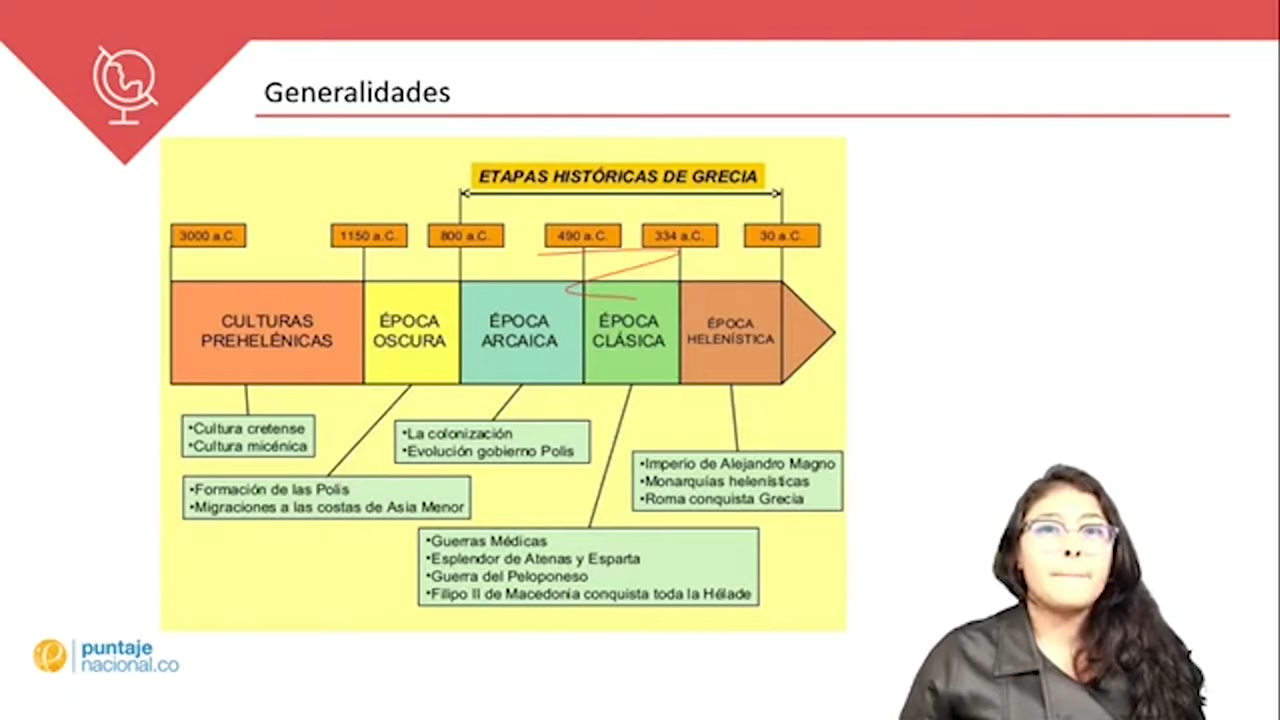 Generalidades
ETAPAS HISTÓRICAS DE GRECIA
3000 a.C.
1150 a.C.
800 a.C.
490 a.C.
334 a.C.
30 a.C.
CULTURAS
PREHELÉNICAS
ÉPOCA
OSCURA
ÉPOCA
ARCAICA
ÉPOCA
CLÁSICA
ÉPOCA
HELENÍSTICA
•Cultura cretense
•Cultura micénica
•Formación de las Polis
•Migraciones a las costas de Asia Menor
•La colonización
•Evolución gobierno Polis
•Guerras Médicas
•Esplendor de Atenas y Esparta
•Guerra del Peloponeso
•Filipo II de Macedonia conquista toda la Hélade
•Imperio de Alejandro Magno
•Monarquías helenísticas
•Roma conquista Grecia
puntaje
nacional.co